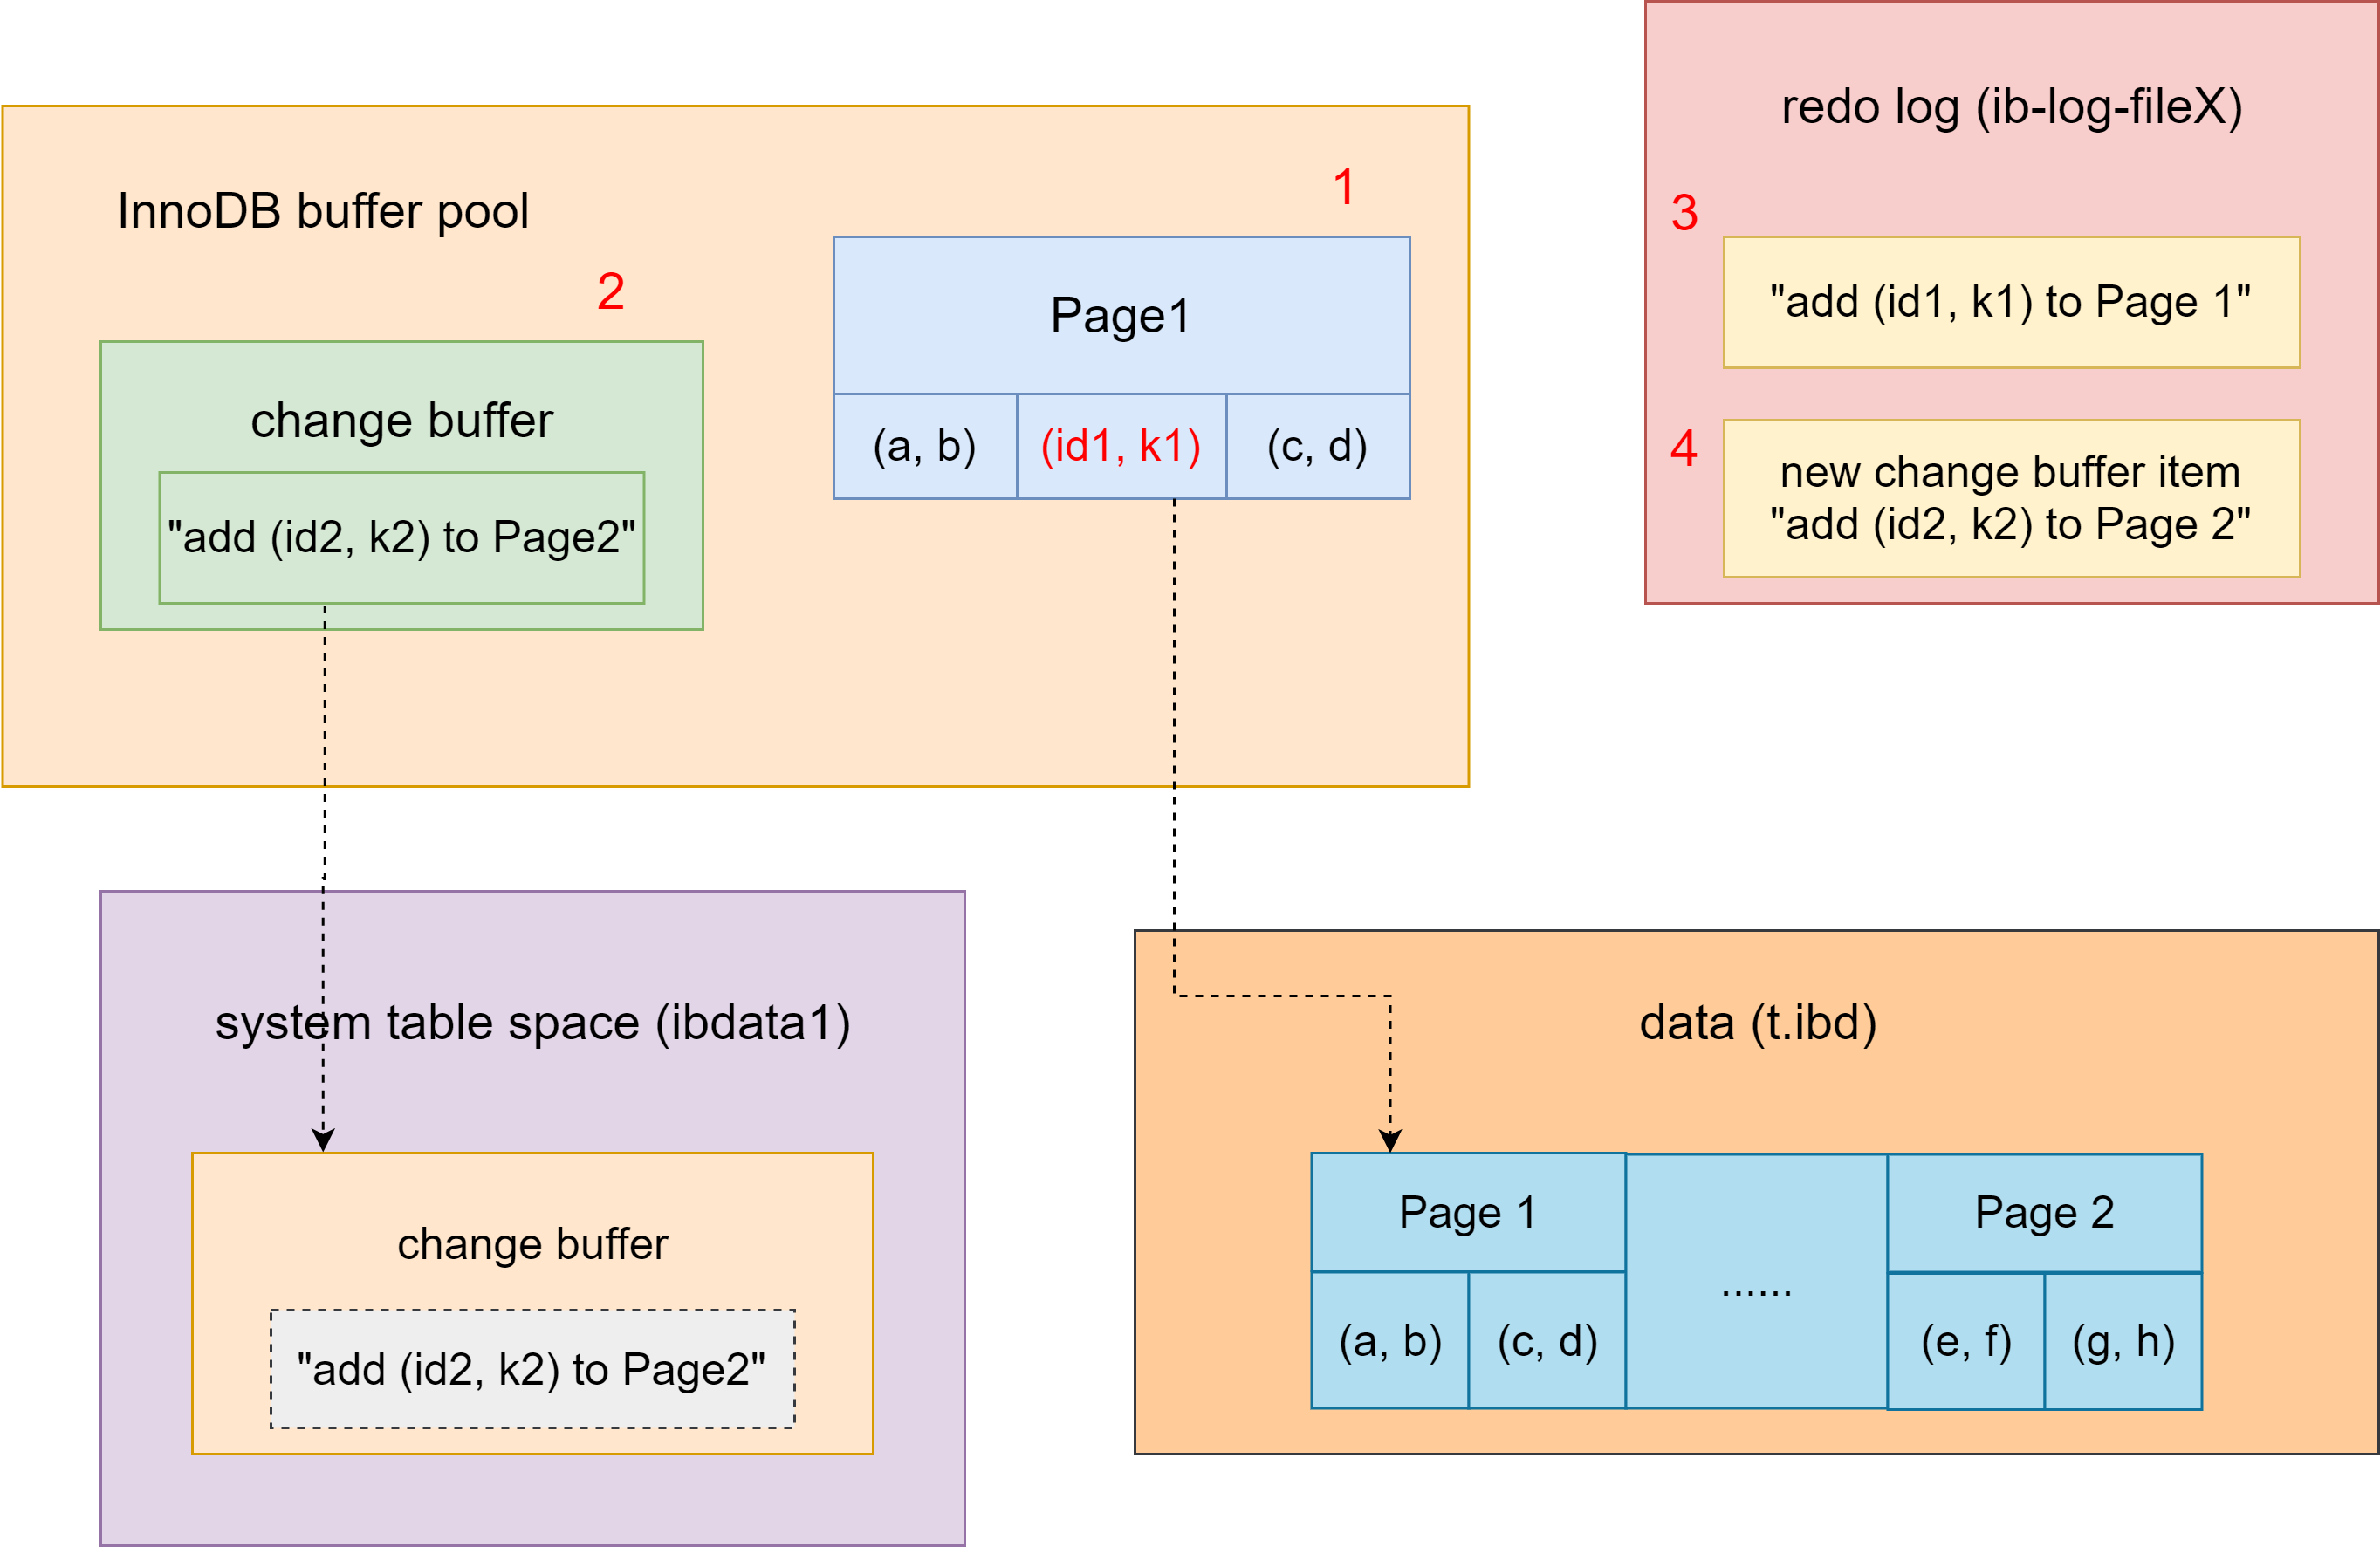 redo log (ib-log-fileX)
InnoDB buffer pool
1
2
3
4
Page1
(a, b)
(id1, k1)
(c, d)
change buffer
"add (id2, k2) to Page2"
"add (id1, k1) to Page 1"
new change buffer item
"add (id2, k2) to Page 2"
system table space (ibdata1)
change buffer
"add (id2, k2) to Page2"
data (t.ibd)
Page 1
......
Page 2
(a, b)
(c, d)
(e, f)
(g, h)